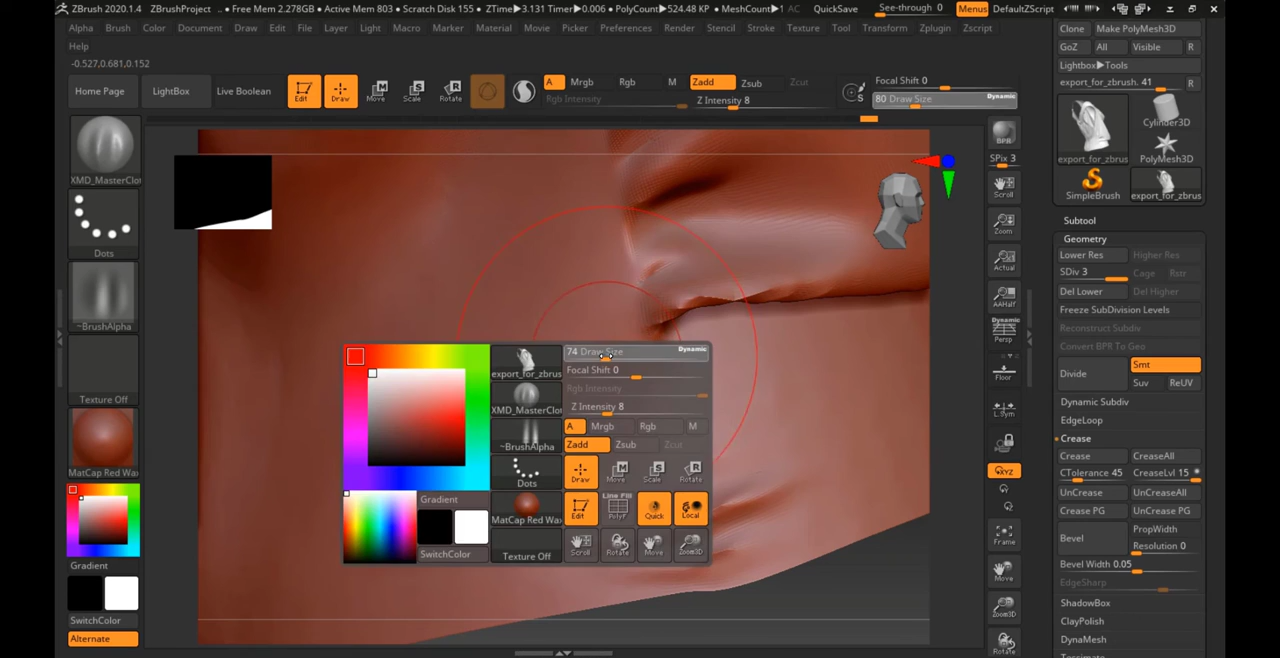 ZBrush 2020.1.4 ZBrushProject .. • Free Mem 2.278GB • Active Mem 803 • Scratch Disk 155 • ZTime▶3.131 Timer▶0.006 • PolyCount▶524.48 KP • MeshCount▶1 AC QuickSave See-through 0 Menus DefaultZScript
Alpha Brush Color Document Draw Edit File Layer Light Macro Marker Material Movie Picker Preferences Render Stencil Stroke Texture Tool Transform Zplugin Zscript
Help
-0.527,0.681,0.152
Home Page LightBox Live Boolean Edit Draw Move Scale Rotate
A Mrgb Rgb M Zadd Zsub Zcut
Rgb Intensity Z Intensity 8
Focal Shift 0
80 Draw Size Dynamic
XMD_MasterClot
Dots
~BrushAlpha
Texture Off
MatCap Red Wax
Gradient
SwitchColor
Alternate
74 Draw Size Dynamic
Focal Shift 0
Rgb Intensity
Z Intensity 8
A Mrgb Rgb M
Zadd Zsub Zcut
Draw Move Scale Rotate
Line Fill
Edit PolyF Quick Local
Scroll Rotate Move Zoom3D
export_for_zbrus
XMD_MasterClot
~BrushAlpha
Dots
MatCap Red Wax
Texture Off
Gradient
SwitchColor
BPR
SPix 3
Scroll
Zoom
Actual
AAHalf
Dynamic
Persp
Floor
L.Sym
XYZ
Frame
Move
Zoom3D
Rotate
Clone Make PolyMesh3D
GoZ All Visible R
Lightbox▶Tools
export_for_zbrus. 41 R
export_for_zbrus Cylinder3D
PolyMesh3D
SimpleBrush export_for_zbrus
Subtool
Geometry
Lower Res Higher Res
SDiv 3 Cage Rstr
Del Lower Del Higher
Freeze SubDivision Levels
Reconstruct Subdiv
Convert BPR To Geo
Divide Smt
Suv ReUV
Dynamic Subdiv
EdgeLoop
Crease
Crease CreaseAll
CTolerance 45 CreaseLvl 15
UnCrease UnCreaseAll
Crease PG UnCrease PG
Bevel PropWidth
Resolution 0
Bevel Width 0.05
EdgeSharp
ShadowBox
ClayPolish
DynaMesh